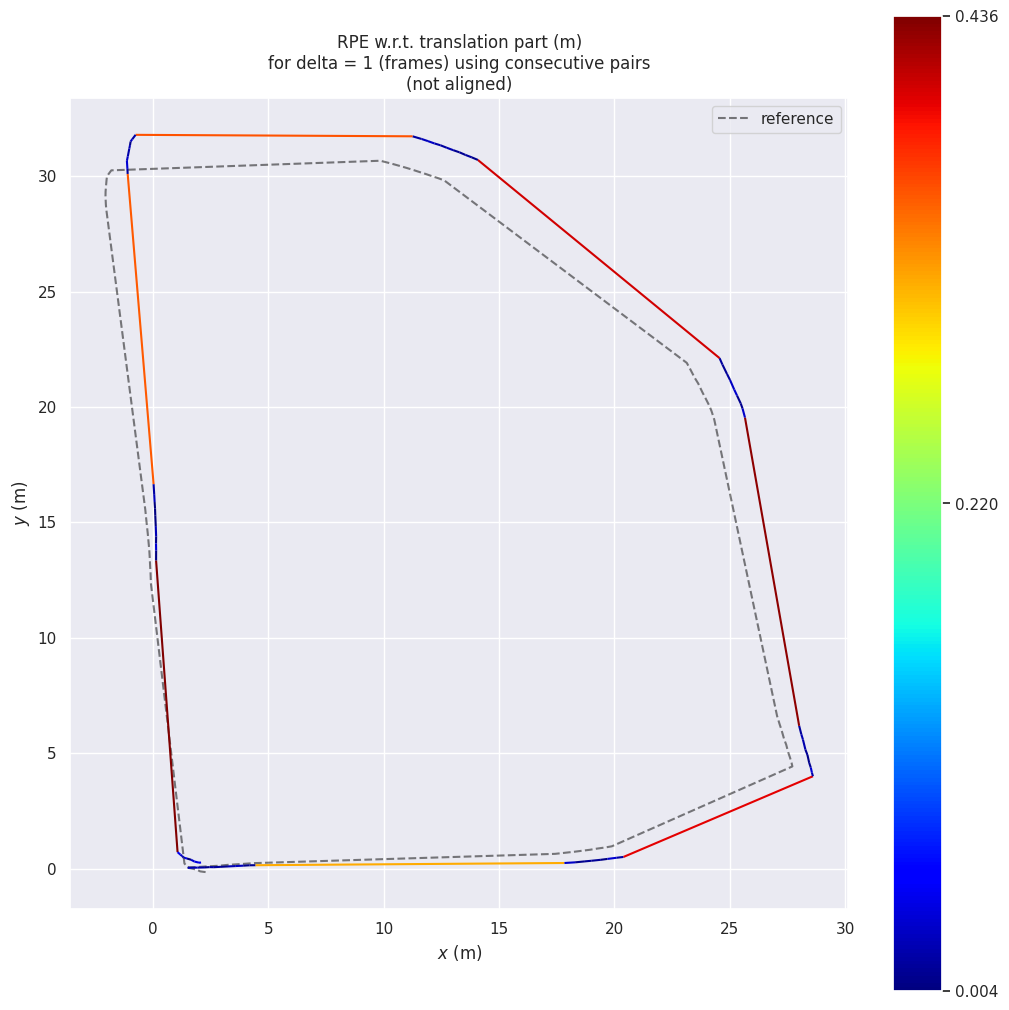 RPE w.r.t. translation part (m)
for delta = 1 (frames) using consecutive pairs
(not aligned)
reference
30
25
20
15
10
5
0
y (m)
0 5 10 15 20 25 30
x (m)
0.436
0.220
0.004